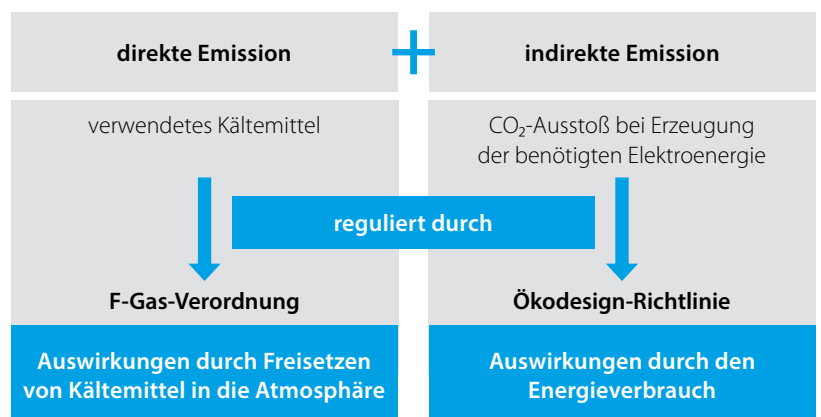 direkte Emission
+
indirekte Emission
verwendetes Kältemittel
CO₂-Ausstoß bei Erzeugung
der benötigten Elektroenergie
reguliert durch
F-Gas-Verordnung
Ökodesign-Richtlinie
Auswirkungen durch Freisetzen
von Kältemittel in die Atmosphäre
Auswirkungen durch den
Energieverbrauch